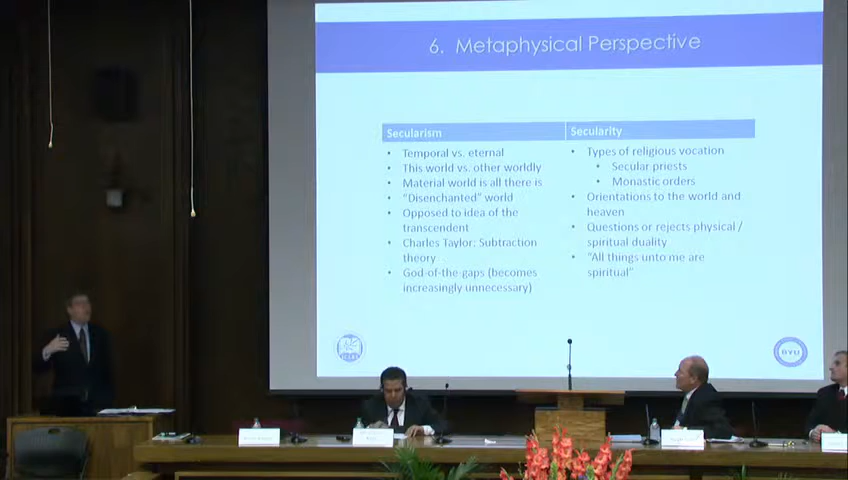 6. Metaphysical Perspective
Secularism
• Temporal vs. eternal
• This world vs. other worldly
• Material world is all there is
• "Disenchanted" world
• Opposed to idea of the
transcendent
• Charles Taylor: Subtraction
theory
• God-of-the-gaps (becomes
increasingly unnecessary)
Secularity
• Types of religious vocation
• Secular priests
• Monastic orders
• Orientations to the world and
heaven
• Questions or rejects physical /
spiritual duality
• "All things unto me are
spiritual"
BYU